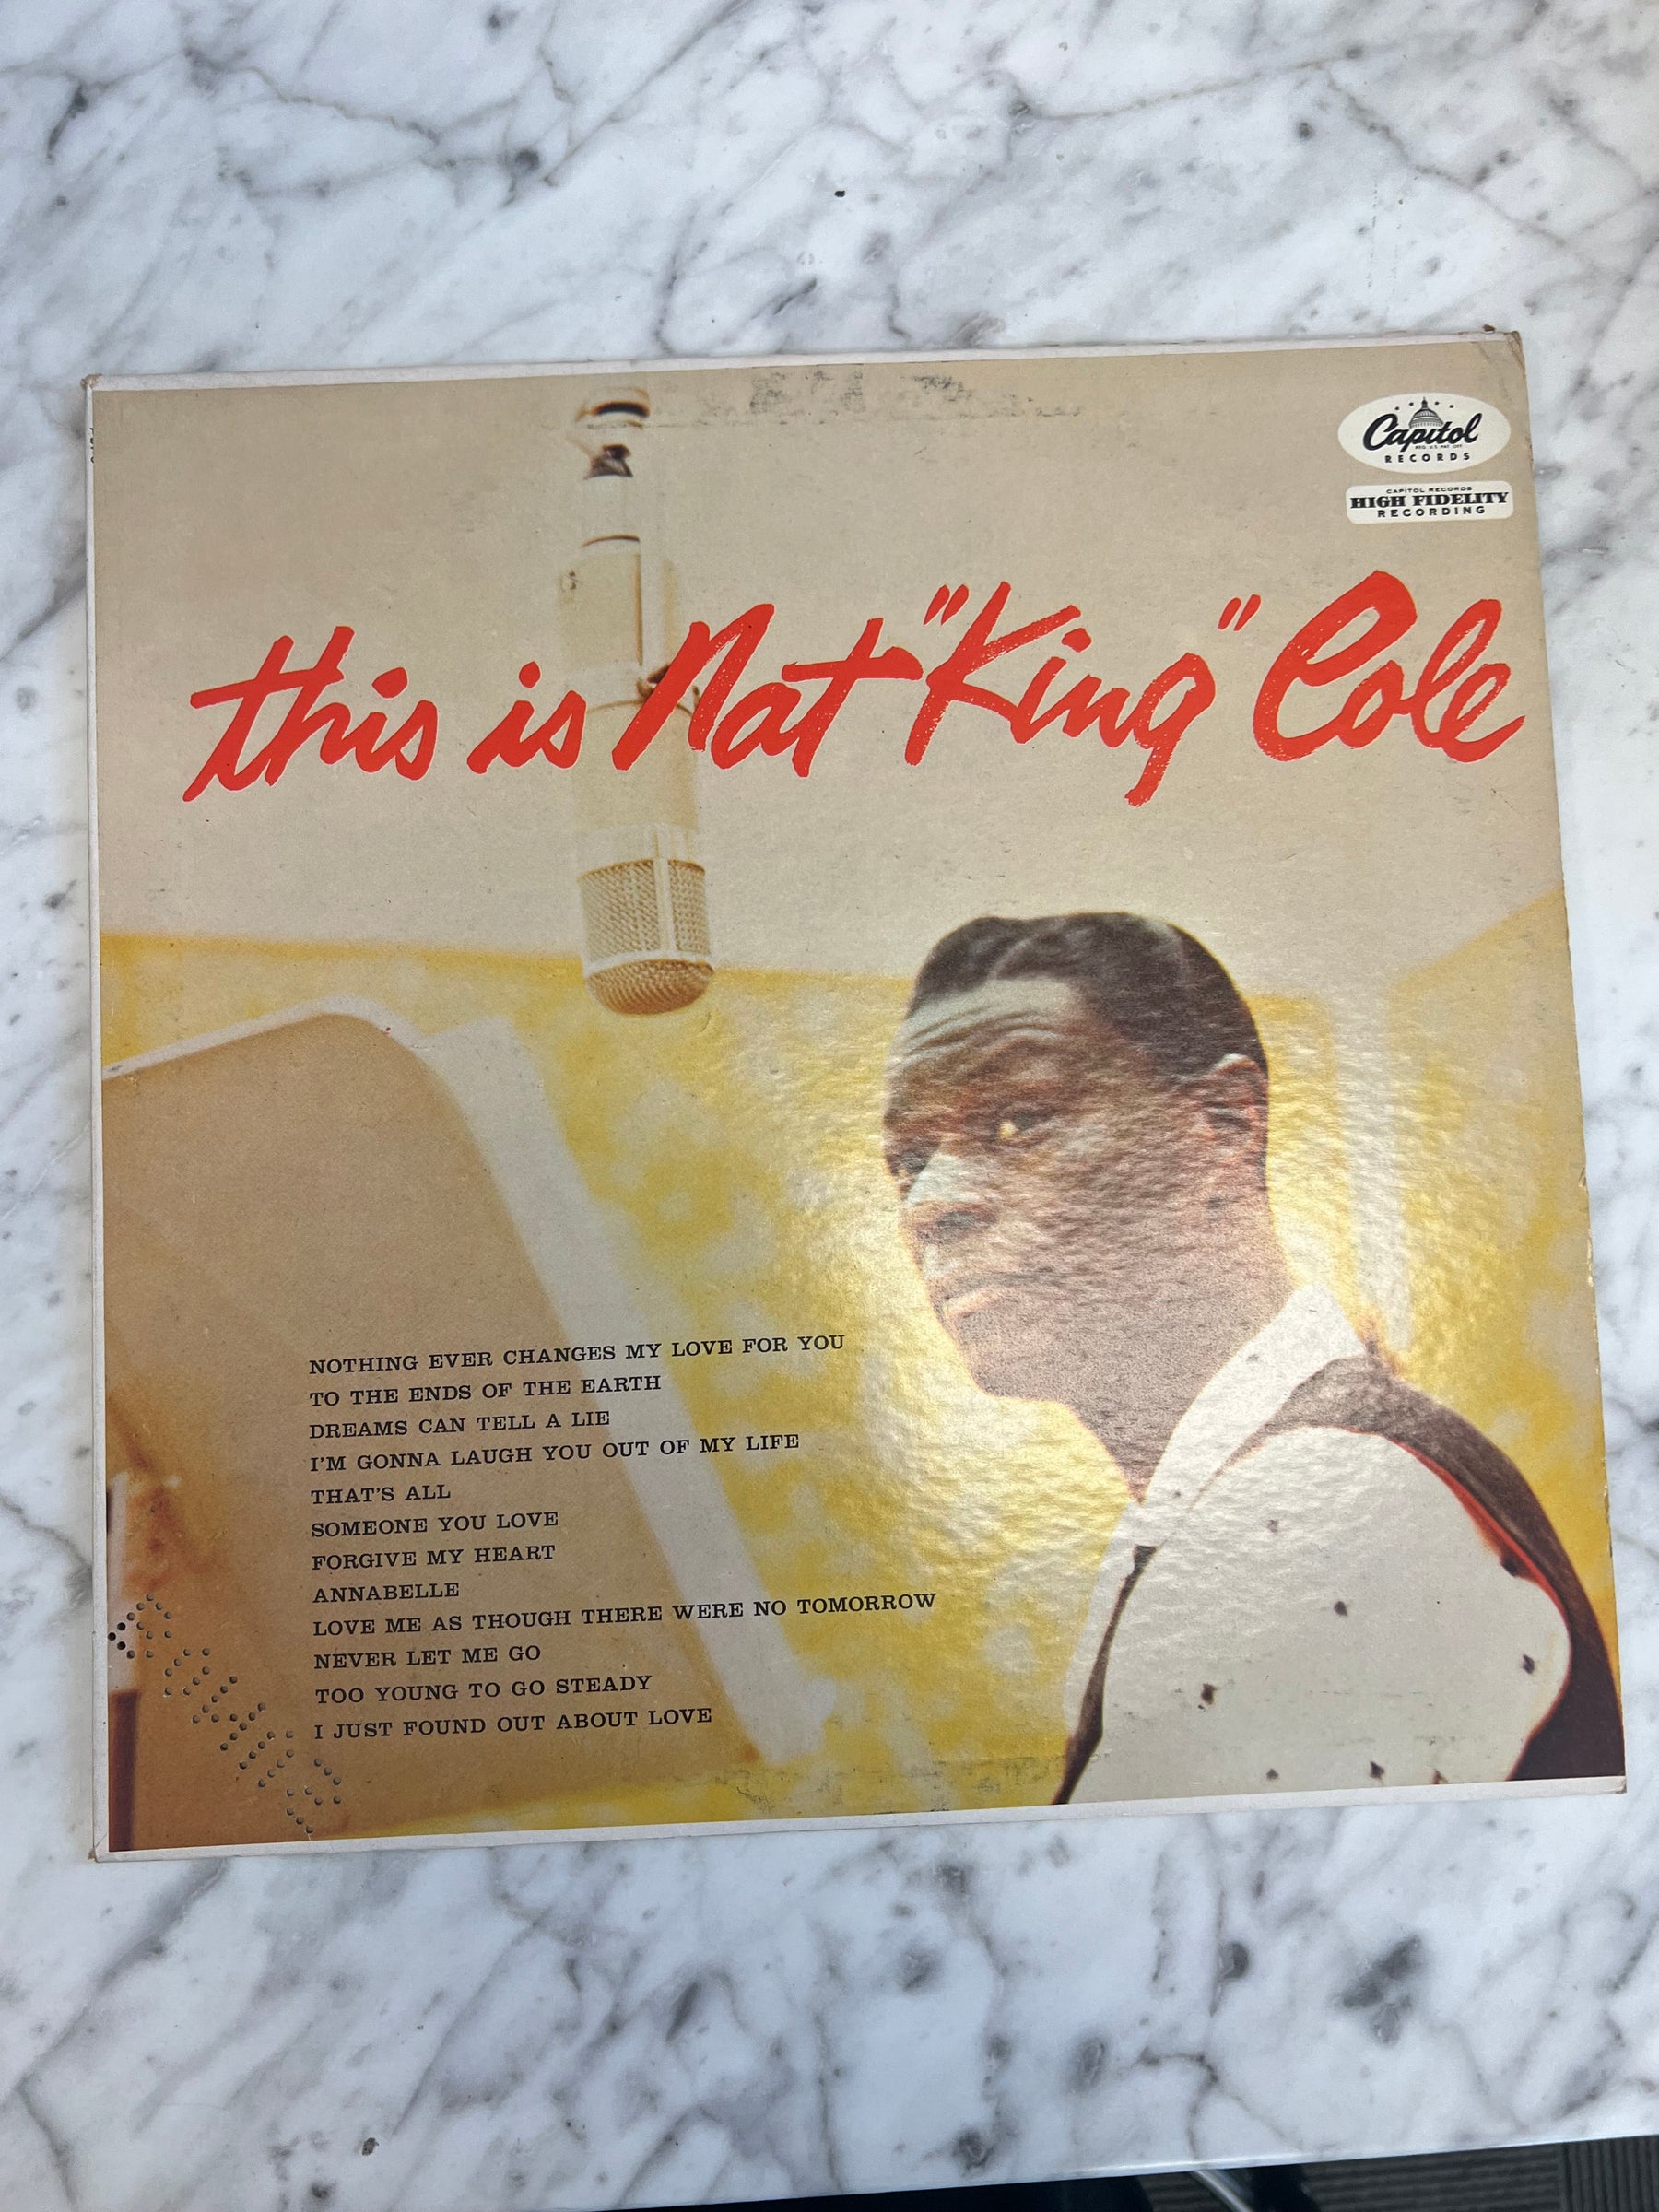 Capitol
REG. U.S. PAT. OFF.
RECORDS
CAPITOL RECORDS
HIGH FIDELITY
RECORDING
this is Nat "King" Cole
NOTHING EVER CHANGES MY LOVE FOR YOU
TO THE ENDS OF THE EARTH
DREAMS CAN TELL A LIE
I'M GONNA LAUGH YOU OUT OF MY LIFE
THAT'S ALL
SOMEONE YOU LOVE
FORGIVE MY HEART
ANNABELLE
LOVE ME AS THOUGH THERE WERE NO TOMORROW
NEVER LET ME GO
TOO YOUNG TO GO STEADY
I JUST FOUND OUT ABOUT LOVE